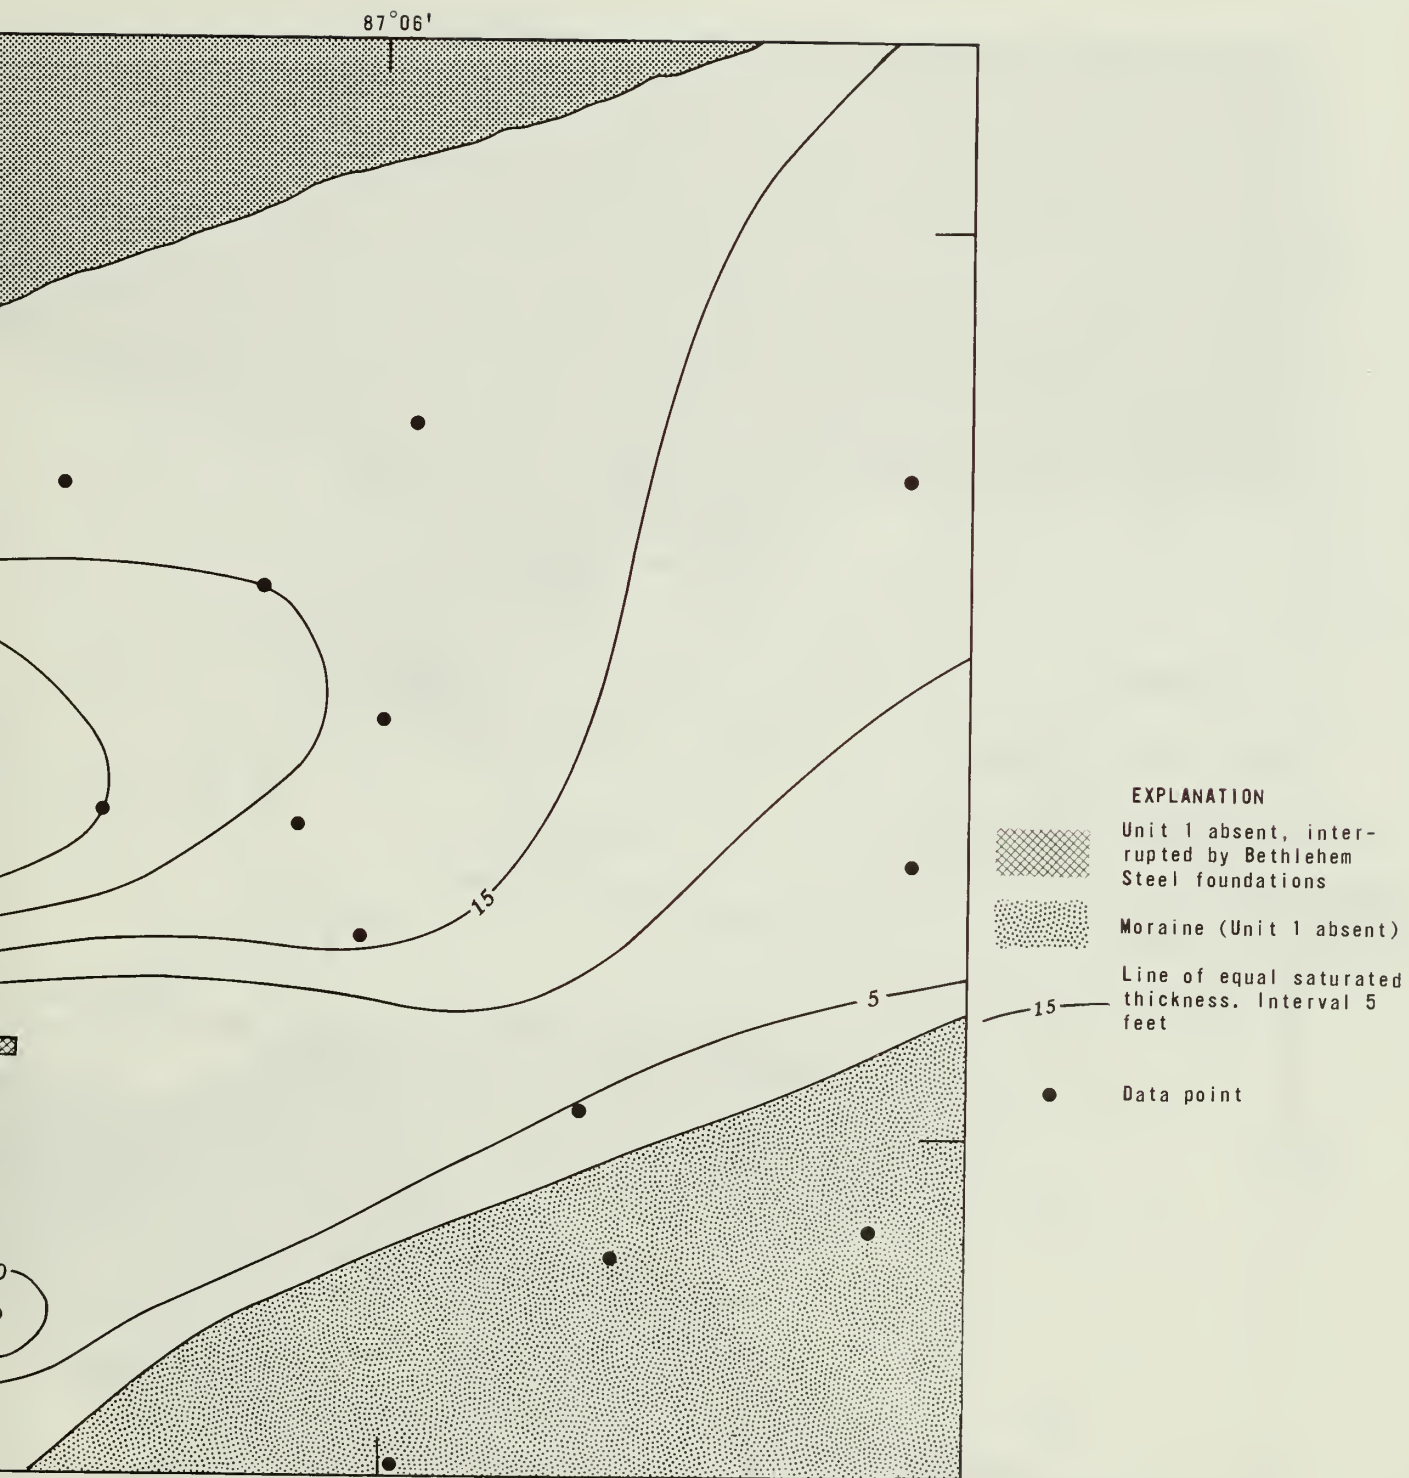 87°06'
15
5
EXPLANATION
Unit 1 absent, inter-
rupted by Bethlehem
Steel foundations
Moraine (Unit 1 absent)
Line of equal saturated
thickness. Interval 5
feet
15
Data point